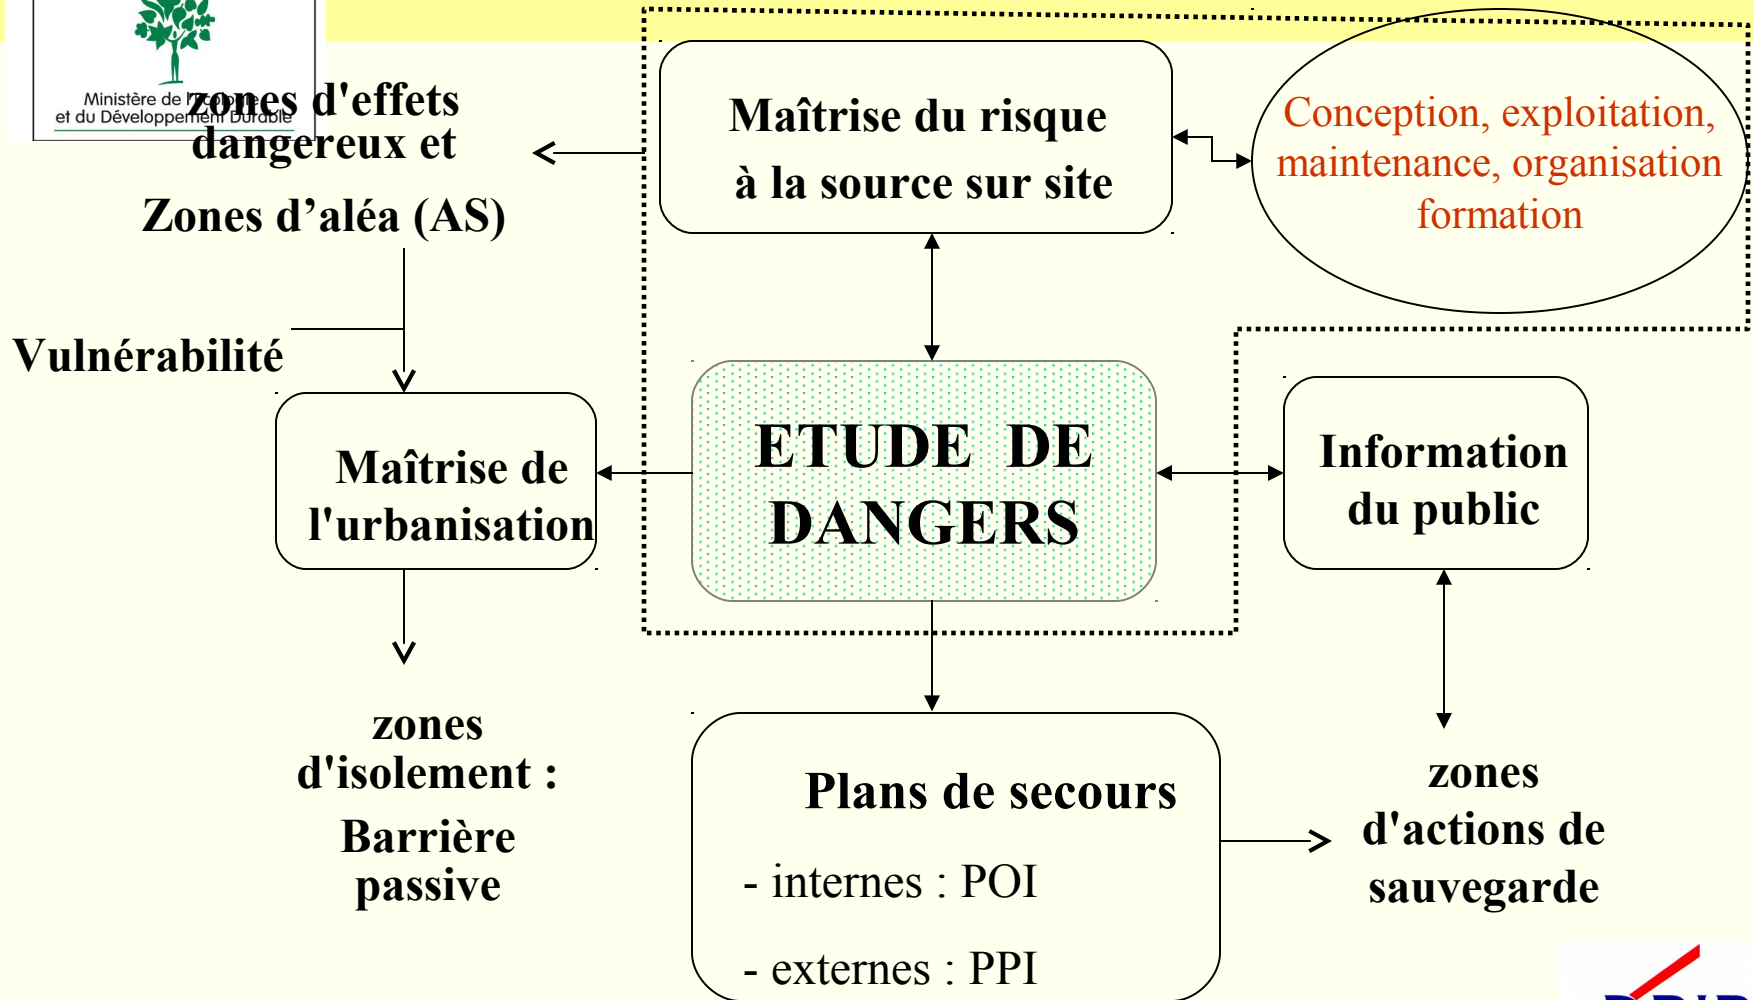 Ministère de l'Ecologie
et du Développement Durable
zones d'effets
dangereux et
Zones d’aléa (AS)
Maîtrise du risque
à la source sur site
Conception, exploitation,
maintenance, organisation
formation
Vulnérabilité
Maîtrise de
l'urbanisation
ETUDE DE
DANGERS
Information
du public
zones
d'isolement :
Barrière
passive
Plans de secours
- internes : POI
- externes : PPI
zones
d'actions de
sauvegarde